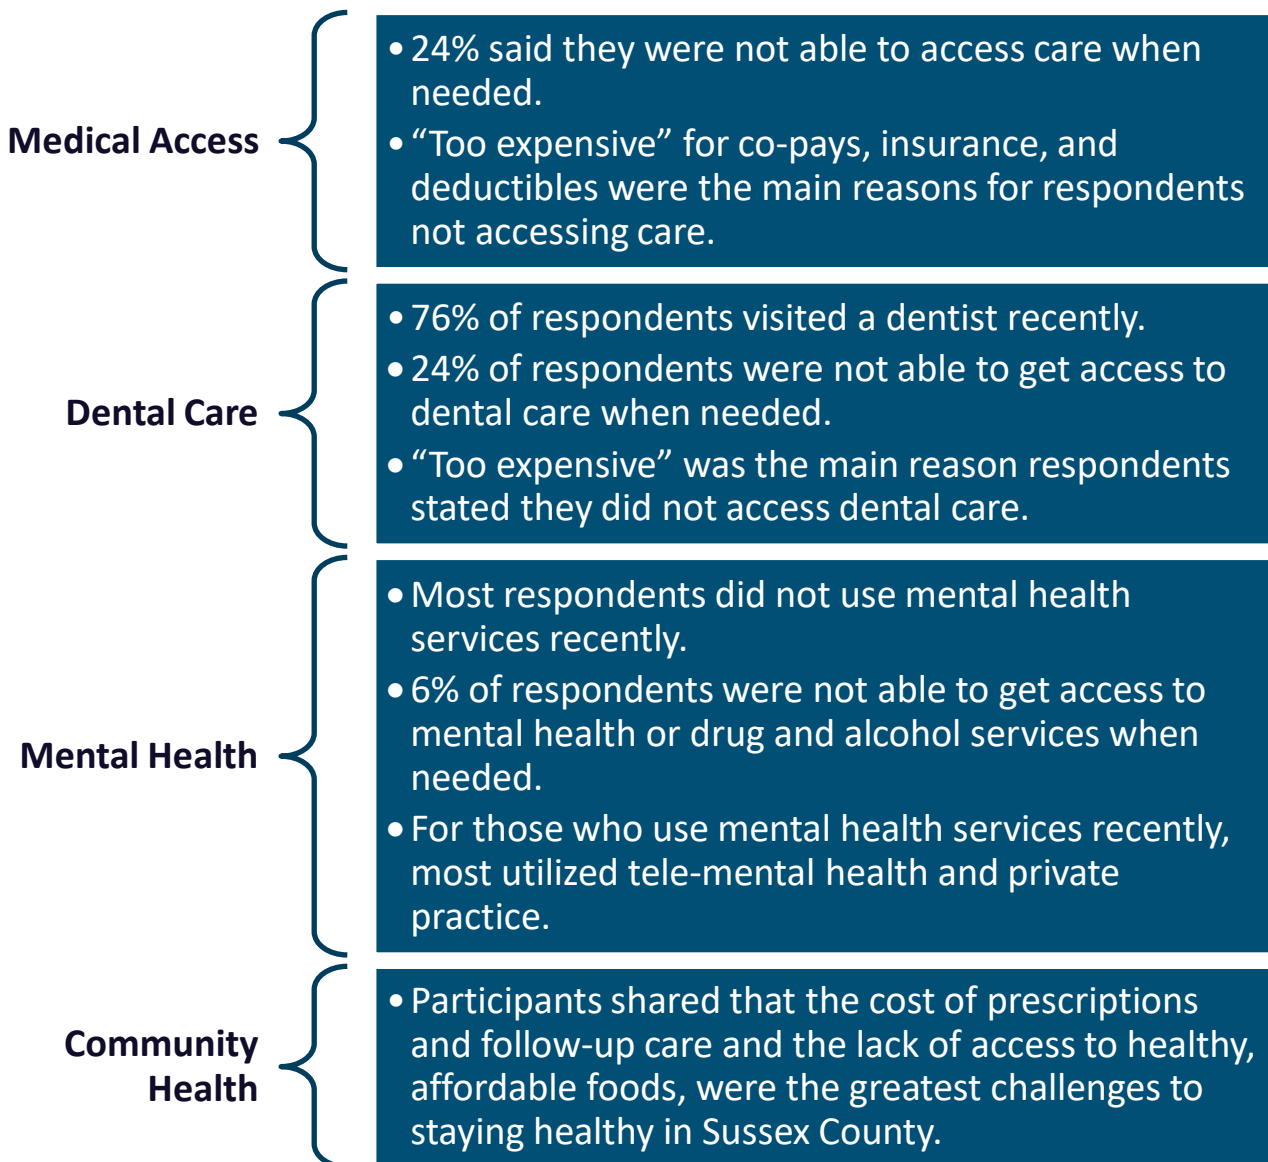 Medical Access
• 24% said they were not able to access care when
needed.
• “Too expensive” for co-pays, insurance, and
deductibles were the main reasons for respondents
not accessing care.
Dental Care
• 76% of respondents visited a dentist recently.
• 24% of respondents were not able to get access to
dental care when needed.
• “Too expensive” was the main reason respondents
stated they did not access dental care.
Mental Health
• Most respondents did not use mental health
services recently.
• 6% of respondents were not able to get access to
mental health or drug and alcohol services when
needed.
• For those who use mental health services recently,
most utilized tele-mental health and private
practice.
Community
Health
• Participants shared that the cost of prescriptions
and follow-up care and the lack of access to healthy,
affordable foods, were the greatest challenges to
staying healthy in Sussex County.